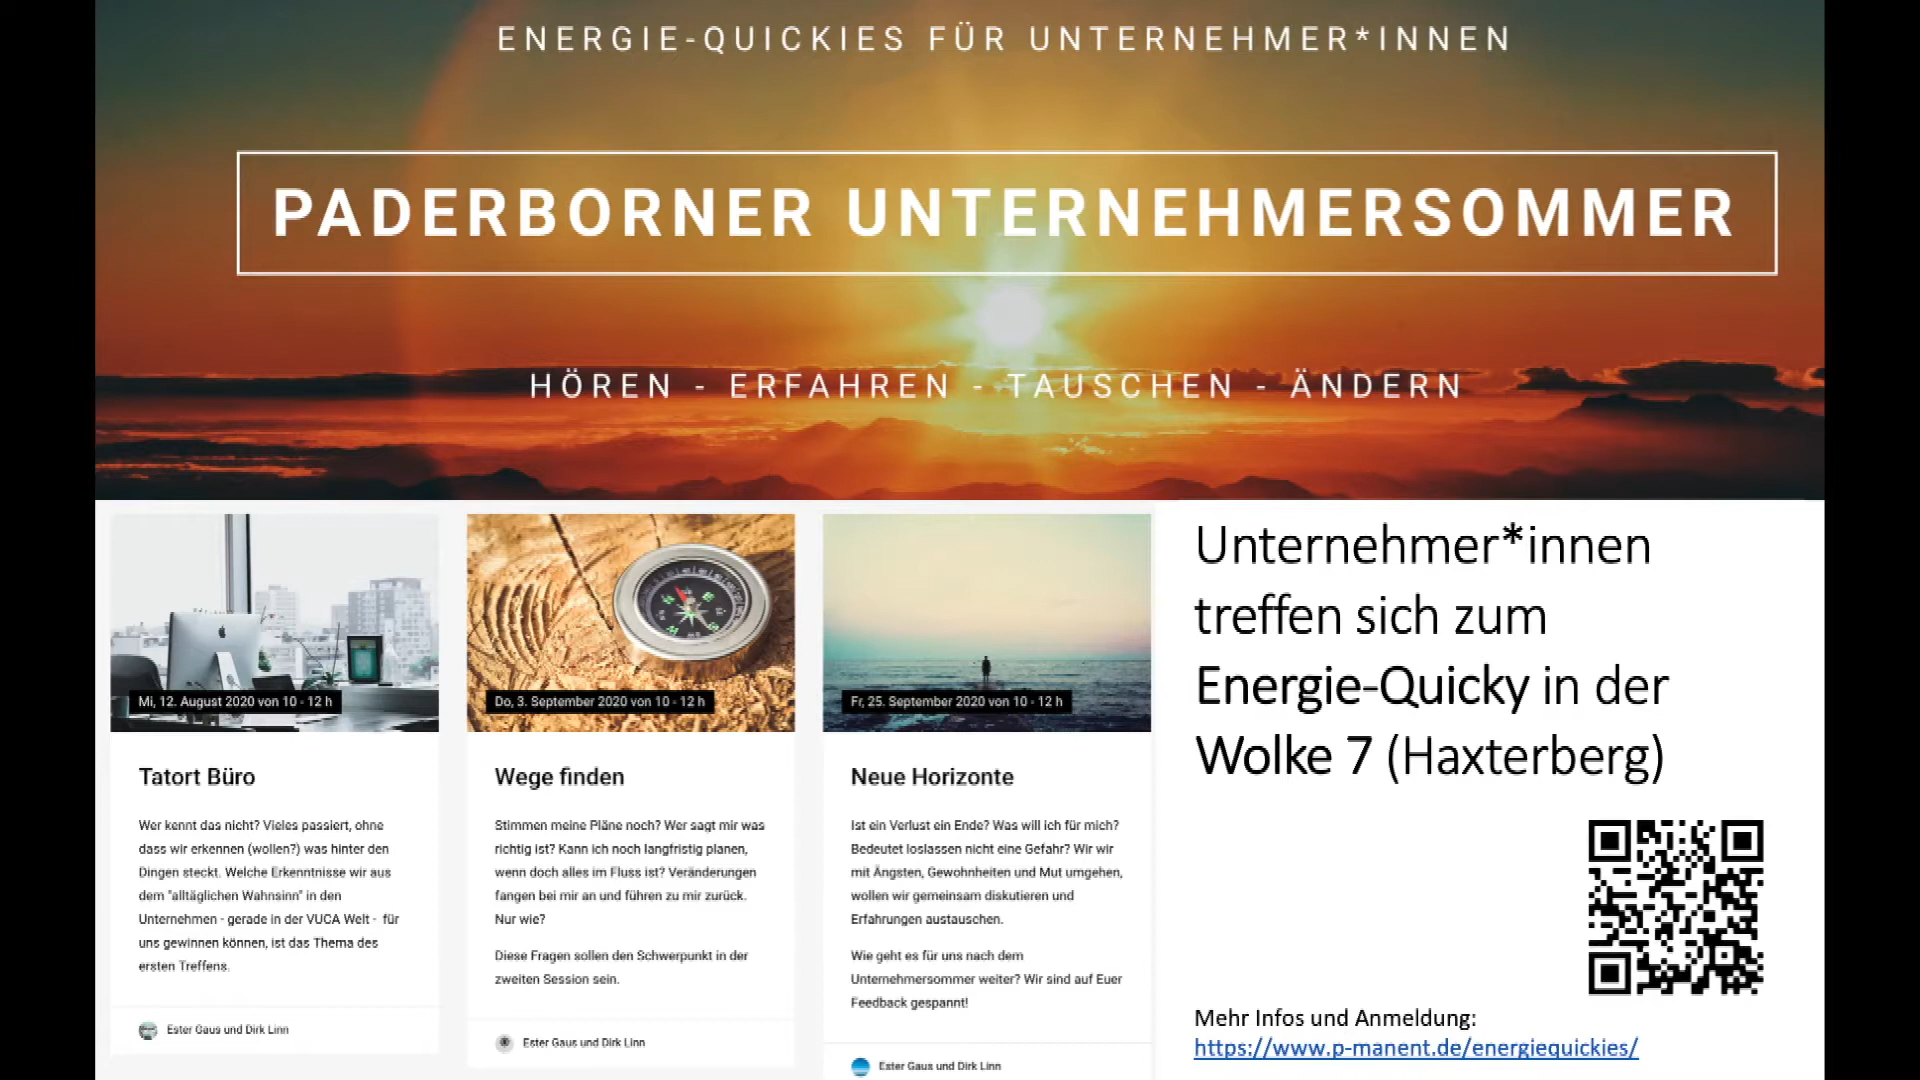 ENERGIE-QUICKIES FÜR UNTERNEHMER*INNEN
PADERBORNER UNTERNEHMERSOMMER
HÖREN - ERFAHREN - TAUSCHEN - ÄNDERN
Mi, 12. August 2020 von 10 - 12 h
Tatort Büro
Wer kennt das nicht? Vieles passiert, ohne
dass wir erkennen (wollen?) was hinter den
Dingen steckt. Welche Erkenntnisse wir aus
dem "alltäglichen Wahnsinn" in den
Unternehmen - gerade in der VUCA Welt - für
uns gewinnen können, ist das Thema des
ersten Treffens.
Ester Gaus und Dirk Linn
Do, 3. September 2020 von 10 - 12 h
Wege finden
Stimmen meine Pläne noch? Wer sagt mir was
richtig ist? Kann ich noch langfristig planen,
wenn doch alles im Fluss ist? Veränderungen
fangen bei mir an und führen zu mir zurück.
Nur wie?
Diese Fragen sollen den Schwerpunkt in der
zweiten Session sein.
Ester Gaus und Dirk Linn
Fr, 25. September 2020 von 10 - 12 h
Neue Horizonte
Ist ein Verlust ein Ende? Was will ich für mich?
Bedeutet loslassen nicht eine Gefahr? Wir wir
mit Ängsten, Gewohnheiten und Mut umgehen,
wollen wir gemeinsam diskutieren und
Erfahrungen austauschen.
Wie geht es für uns nach dem
Unternehmersommer weiter? Wir sind auf Euer
Feedback gespannt!
Ester Gaus und Dirk Linn
Unternehmer*innen
treffen sich zum
Energie-Quicky in der
Wolke 7 (Haxterberg)
Mehr Infos und Anmeldung:
https://www.p-manent.de/energiequickies/